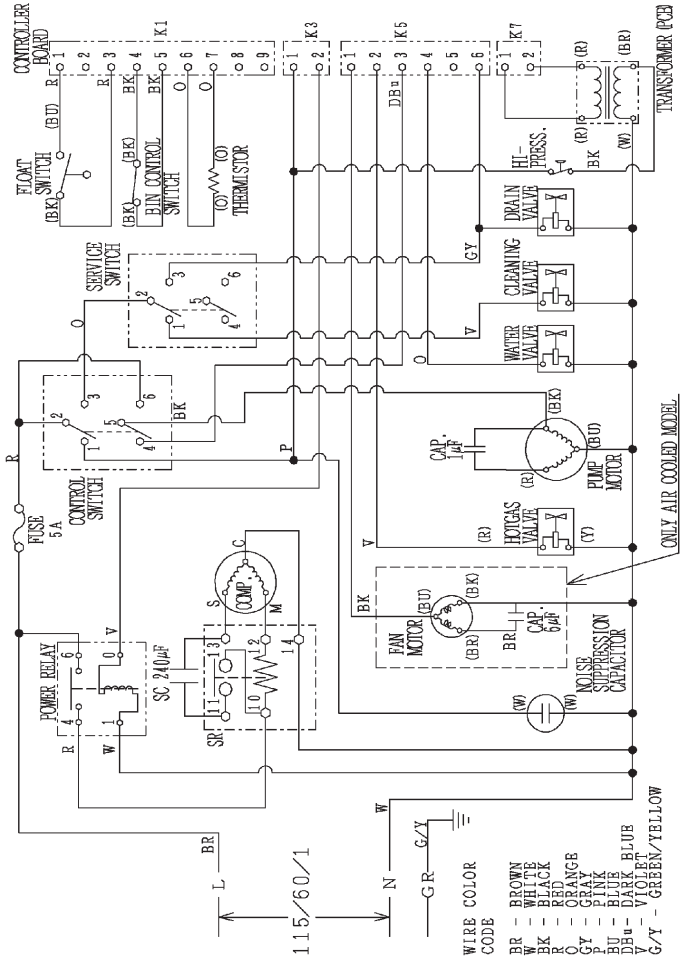 CONTROLLER
BOARD
K1
1
2
3
4
5
6
7
8
9
K3
1
2
K5
1
2
3
4
5
6
K7
1
2
R
R
BK
BK
O
O
DBu
(R)
(BR)
(R)
(W)
TRANSFORMER (PCB)
(BU)
(BK)
FLOAT
SWITCH
(BK)
(BK)
BIN CONTROL
SWITCH
(O)
(O)
THERMISTOR
HI-
PRESS.
BK
SERVICE
SWITCH
3
2
1
6
5
4
GY
DRAIN
VALVE
V
CLEANING
VALVE
O
WATER
VALVE
O
3
2
1
6
5
4
BK
CONTROL
SWITCH
R
FUSE
5A
P
(BK)
CAP.
1μF
(R)
(BU)
PUMP
MOTOR
V
(R)
HOTGAS
VALVE
(Y)
ONLY AIR COOLED MODEL
BK
(BU)
FAN
MOTOR
(BK)
(BR)
BR
CAP.
6μF
POWER RELAY
6
4
0
1
V
R
W
SC 240μF
S
C
COMP.
M
13
11
12
10
14
SR
(W)
(W)
NOISE
SUPPRESSION
CAPACITOR
BR
L
115/60/1
N
W
GR
G/Y
WIRE COLOR
CODE
BR - BROWN
W - WHITE
BK - BLACK
R - RED
O - ORANGE
GY - GRAY
P - PINK
BU - BLUE
DBu - DARK BLUE
V - VIOLET
G/Y - GREEN/YELLOW